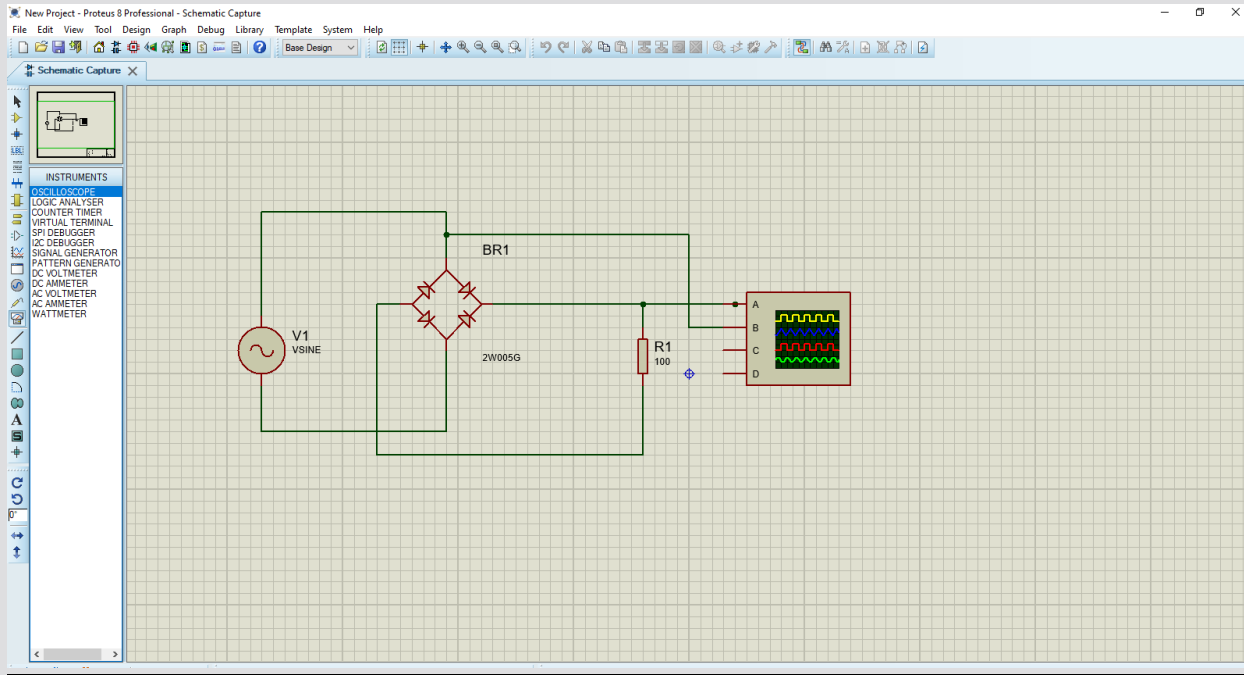 New Project - Proteus 8 Professional - Schematic Capture
File Edit View Tool Design Graph Debug Library Template System Help
Base Design
Schematic Capture
INSTRUMENTS
OSCILLOSCOPE
LOGIC ANALYSER
COUNTER TIMER
VIRTUAL TERMINAL
SPI DEBUGGER
I2C DEBUGGER
SIGNAL GENERATOR
PATTERN GENERATO
DC VOLTMETER
DC AMMETER
AC VOLTMETER
AC AMMETER
WATTMETER
LBL
A
S
0°
V1
VSINE
BR1
2W005G
R1
100
A
B
C
D